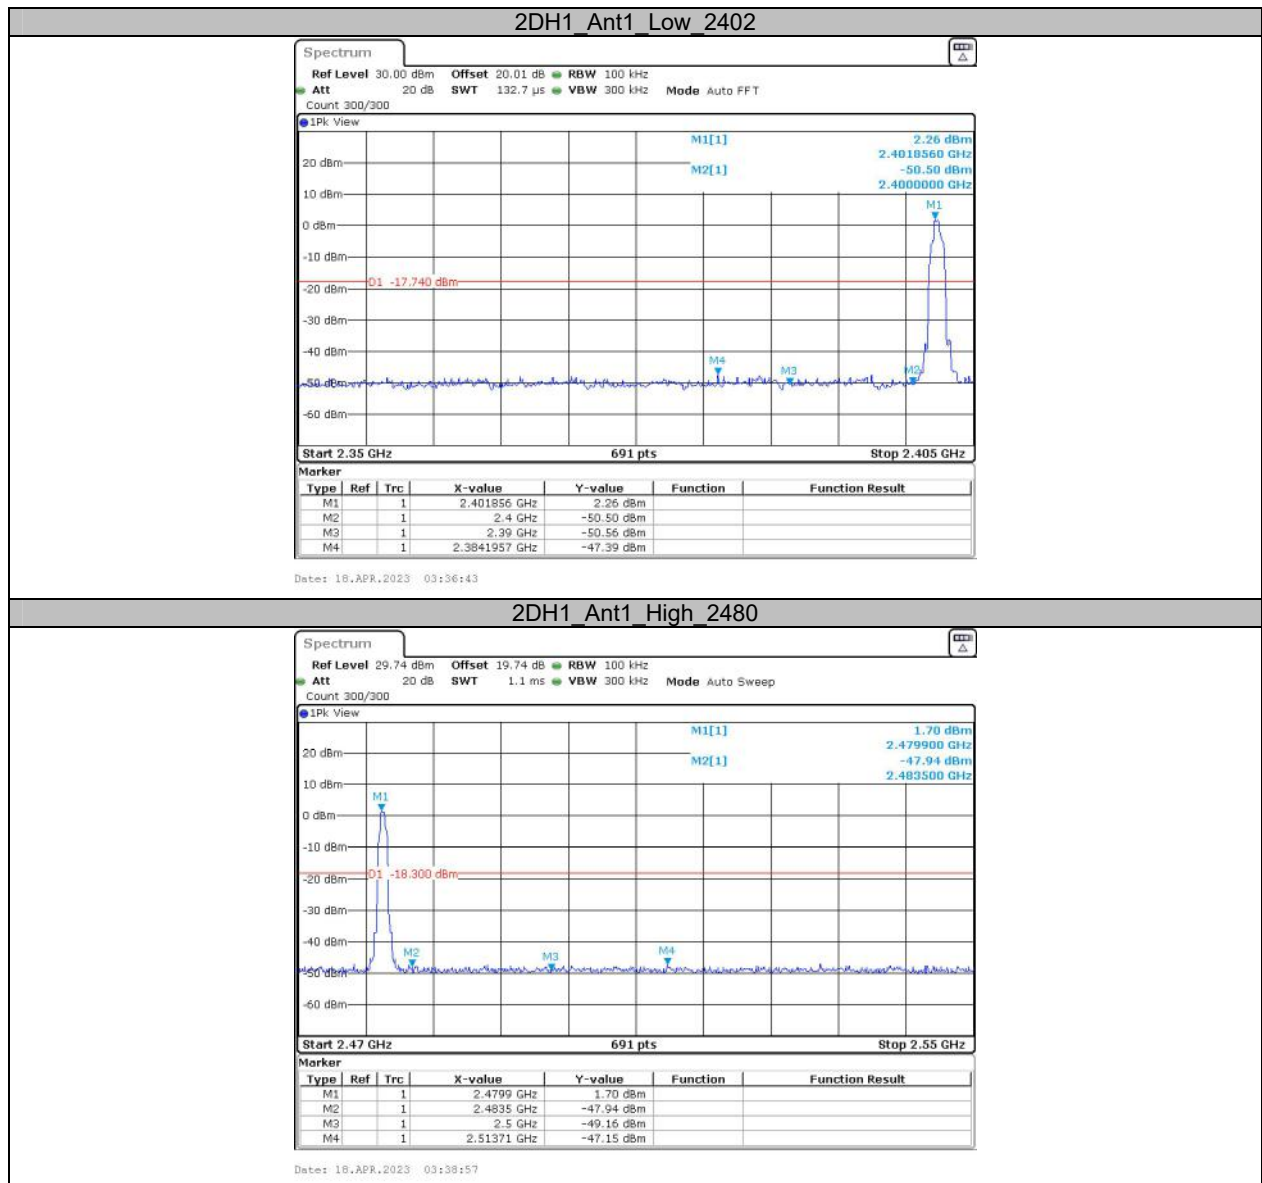 2DH1_Ant1_Low_2402
Spectrum
Ref Level 30.00 dBm Offset 20.01 dB RBW 100 kHz
Att 20 dB SWT 132.7 µs VBW 300 kHz Mode Auto FFT
Count 300/300
1Pk View
M1[1] 2.26 dBm
2.4018560 GHz
20 dBm
M2[1] -50.50 dBm
2.4000000 GHz
10 dBm
M1
0 dBm
-10 dBm
D1 -17.740 dBm
-20 dBm
-30 dBm
-40 dBm
M4
M3
M2
-50 dBm
-60 dBm
Start 2.35 GHz 691 pts Stop 2.405 GHz
Marker
Type Ref Trc X-value Y-value Function Function Result
M1 1 2.401856 GHz 2.26 dBm
M2 1 2.4 GHz -50.50 dBm
M3 1 2.39 GHz -50.56 dBm
M4 1 2.3841957 GHz -47.39 dBm
Date: 18.APR.2023 03:36:43
2DH1_Ant1_High_2480
Spectrum
Ref Level 29.74 dBm Offset 19.74 dB RBW 100 kHz
Att 20 dB SWT 1.1 ms VBW 300 kHz Mode Auto Sweep
Count 300/300
1Pk View
M1[1] 1.70 dBm
2.479900 GHz
20 dBm
M2[1] -47.94 dBm
2.483500 GHz
10 dBm
M1
0 dBm
-10 dBm
D1 -18.300 dBm
-20 dBm
-30 dBm
-40 dBm
M2
M3
M4
-50 dBm
-60 dBm
Start 2.47 GHz 691 pts Stop 2.55 GHz
Marker
Type Ref Trc X-value Y-value Function Function Result
M1 1 2.4799 GHz 1.70 dBm
M2 1 2.4835 GHz -47.94 dBm
M3 1 2.5 GHz -49.16 dBm
M4 1 2.51371 GHz -47.15 dBm
Date: 18.APR.2023 03:38:57